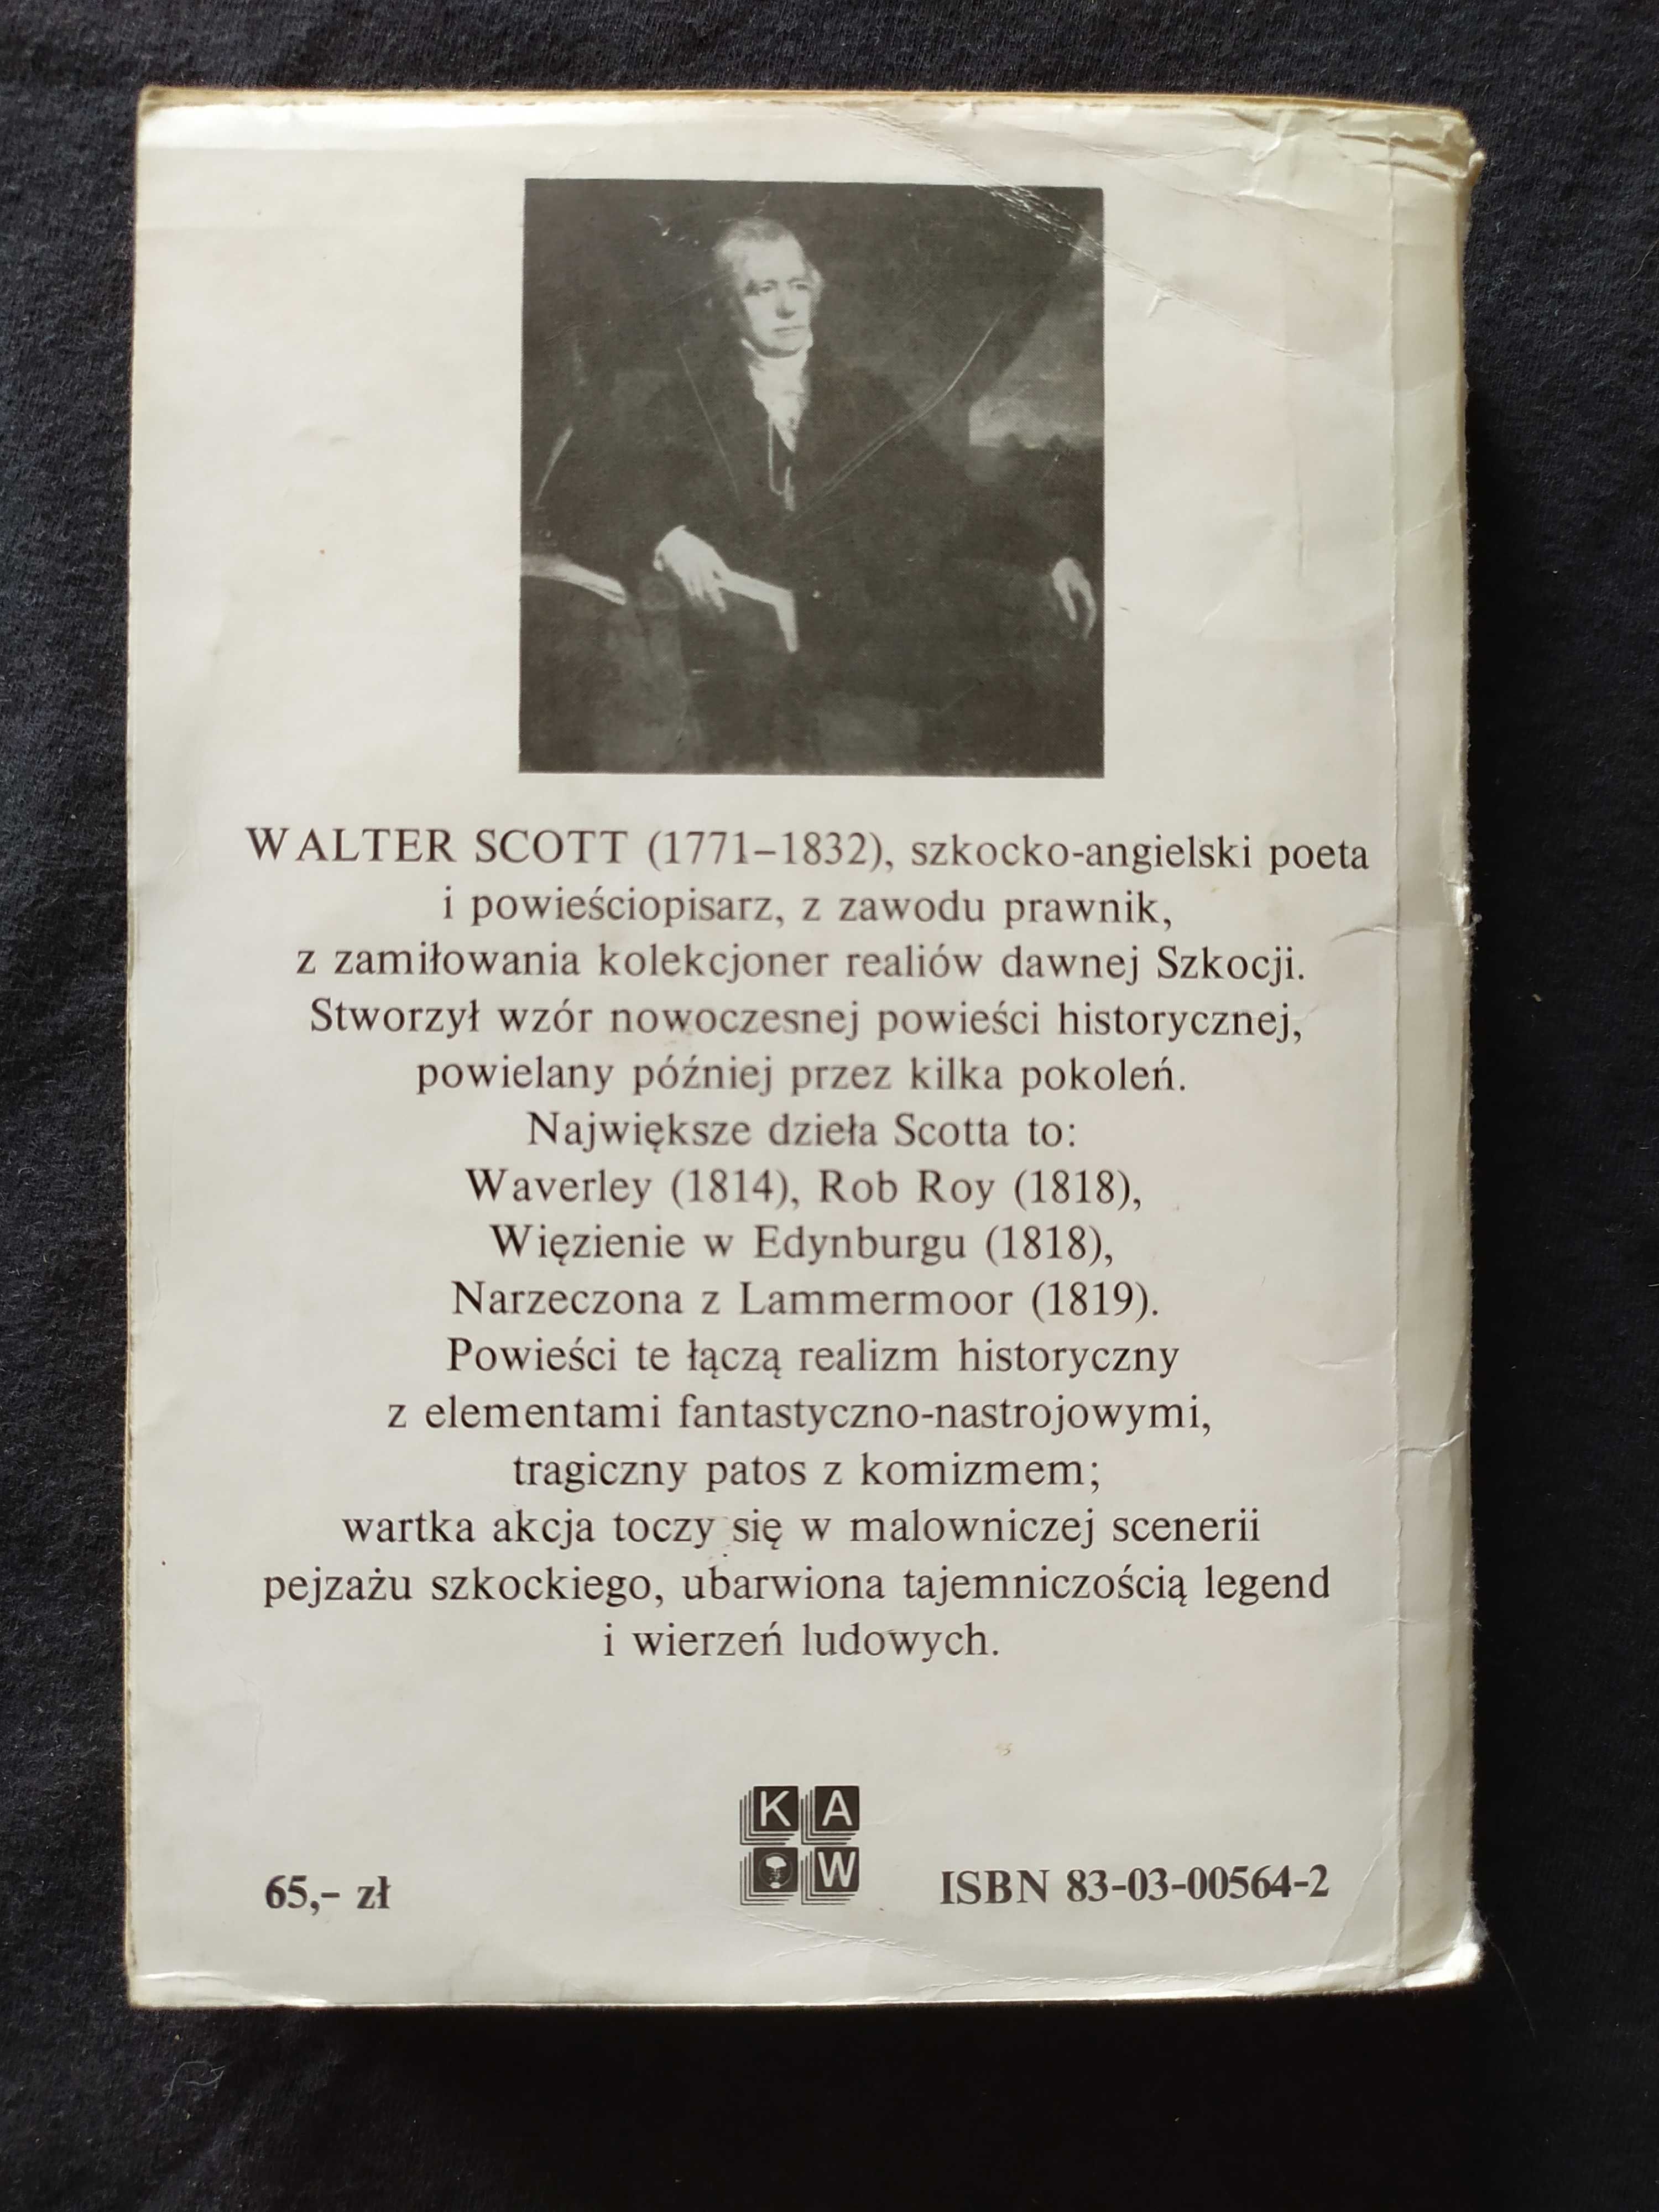 WALTER SCOTT (1771–1832), szkocko-angielski poeta
i powieściopisarz, z zawodu prawnik,
z zamiłowania kolekcjoner realiów dawnej Szkocji.
Stworzył wzór nowoczesnej powieści historycznej,
powielany później przez kilka pokoleń.
Największe dzieła Scotta to:
Waverley (1814), Rob Roy (1818),
Więzienie w Edynburgu (1818),
Narzeczona z Lammermoor (1819).
Powieści te łączą realizm historyczny
z elementami fantastyczno-nastrojowymi,
tragiczny patos z komizmem;
wartka akcja toczy się w malowniczej scenerii
pejzażu szkockiego, ubarwiona tajemniczością legend
i wierzeń ludowych.
65,– zł
K A
W
ISBN 83-03-00564-2